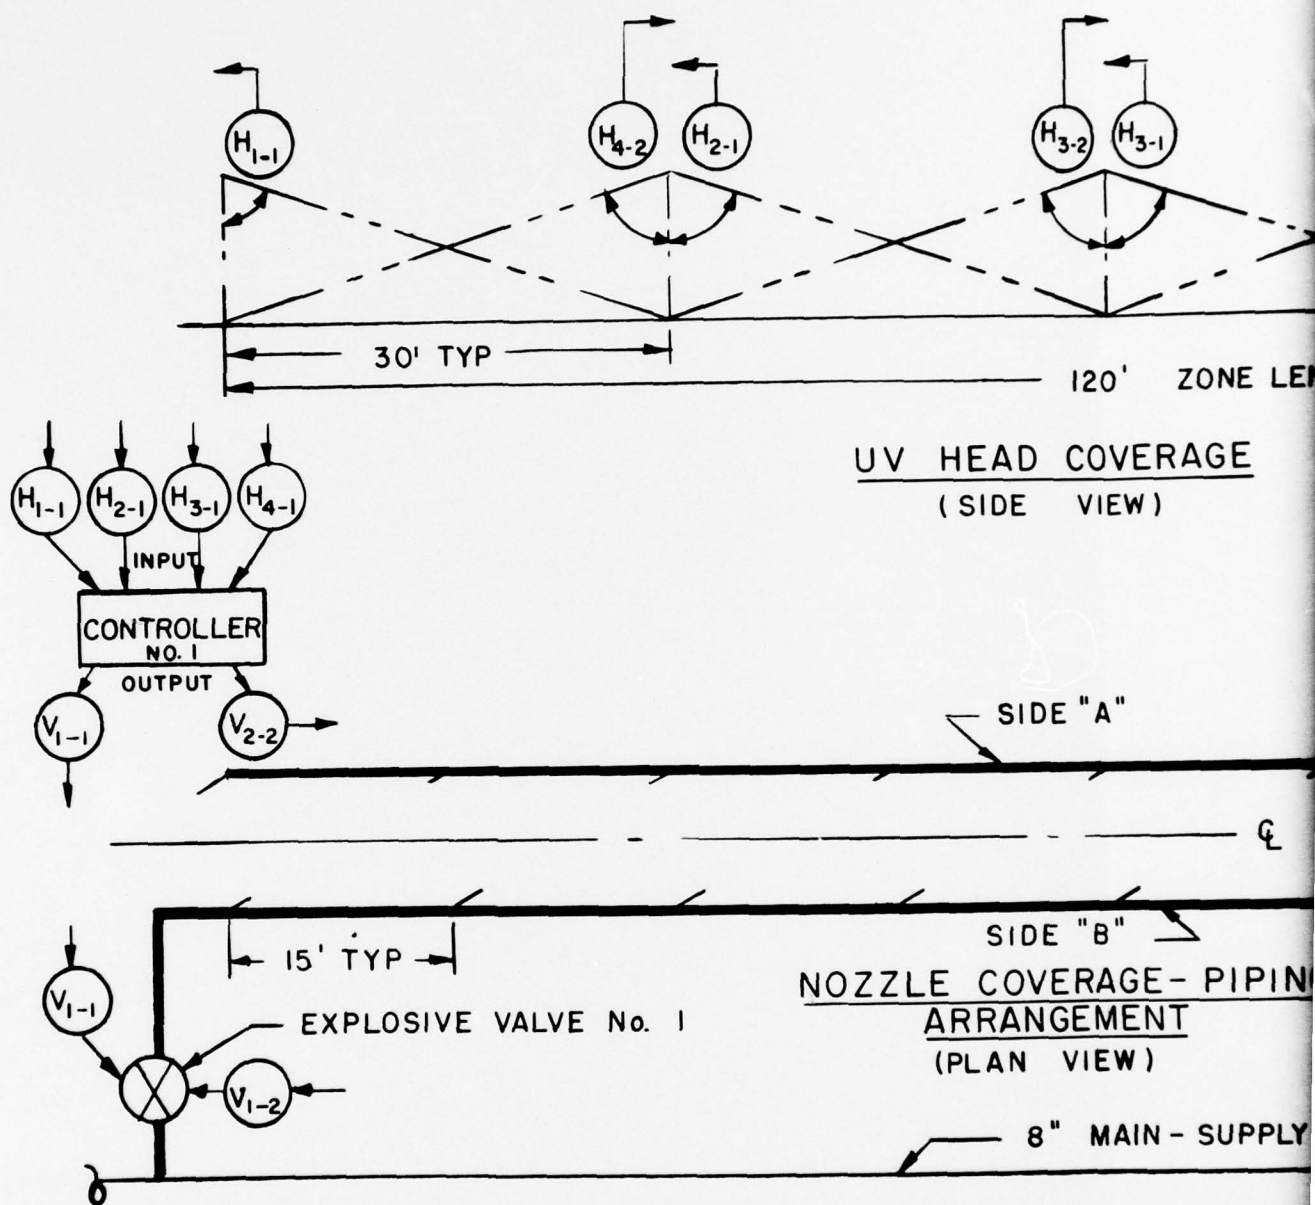 H1-1
H4-2
H2-1
H3-2
H3-1
30' TYP
120' ZONE
UV HEAD COVERAGE
(SIDE VIEW)
H1-1
H2-1
H3-1
H4-1
INPUT
CONTROLLER
NO. 1
OUTPUT
V1-1
V2-2
SIDE "A"
℄
SIDE "B"
15' TYP
NOZZLE COVERAGE-
ARRANGEMENT
(PLAN VIEW)
V1-1
EXPLOSIVE VALVE No. 1
V1-2
8" MAIN-SUPPLY